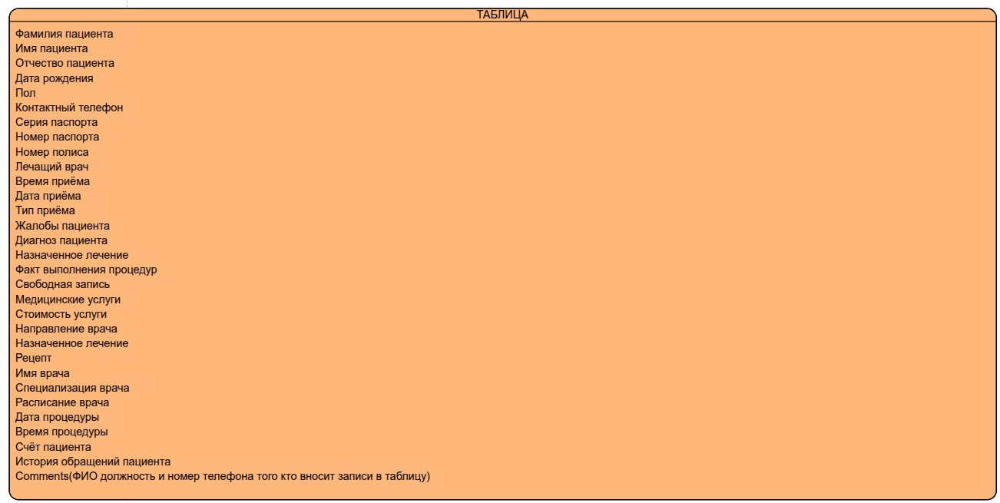 ТАБЛИЦА
Фамилия пациента
Имя пациента
Отчество пациента
Дата рождения
Пол
Контактный телефон
Серия паспорта
Номер паспорта
Номер полиса
Лечащий врач
Время приёма
Дата приёма
Тип приёма
Жалобы пациента
Диагноз пациента
Назначенное лечение
Факт выполнения процедур
Свободная запись
Медицинские услуги
Стоимость услуги
Направление врача
Назначенное лечение
Рецепт
Имя врача
Специализация врача
Расписание врача
Дата процедуры
Время процедуры
Счёт пациента
История обращений пациента
Comments(ФИО должность и номер телефона того кто вносит записи в таблицу)